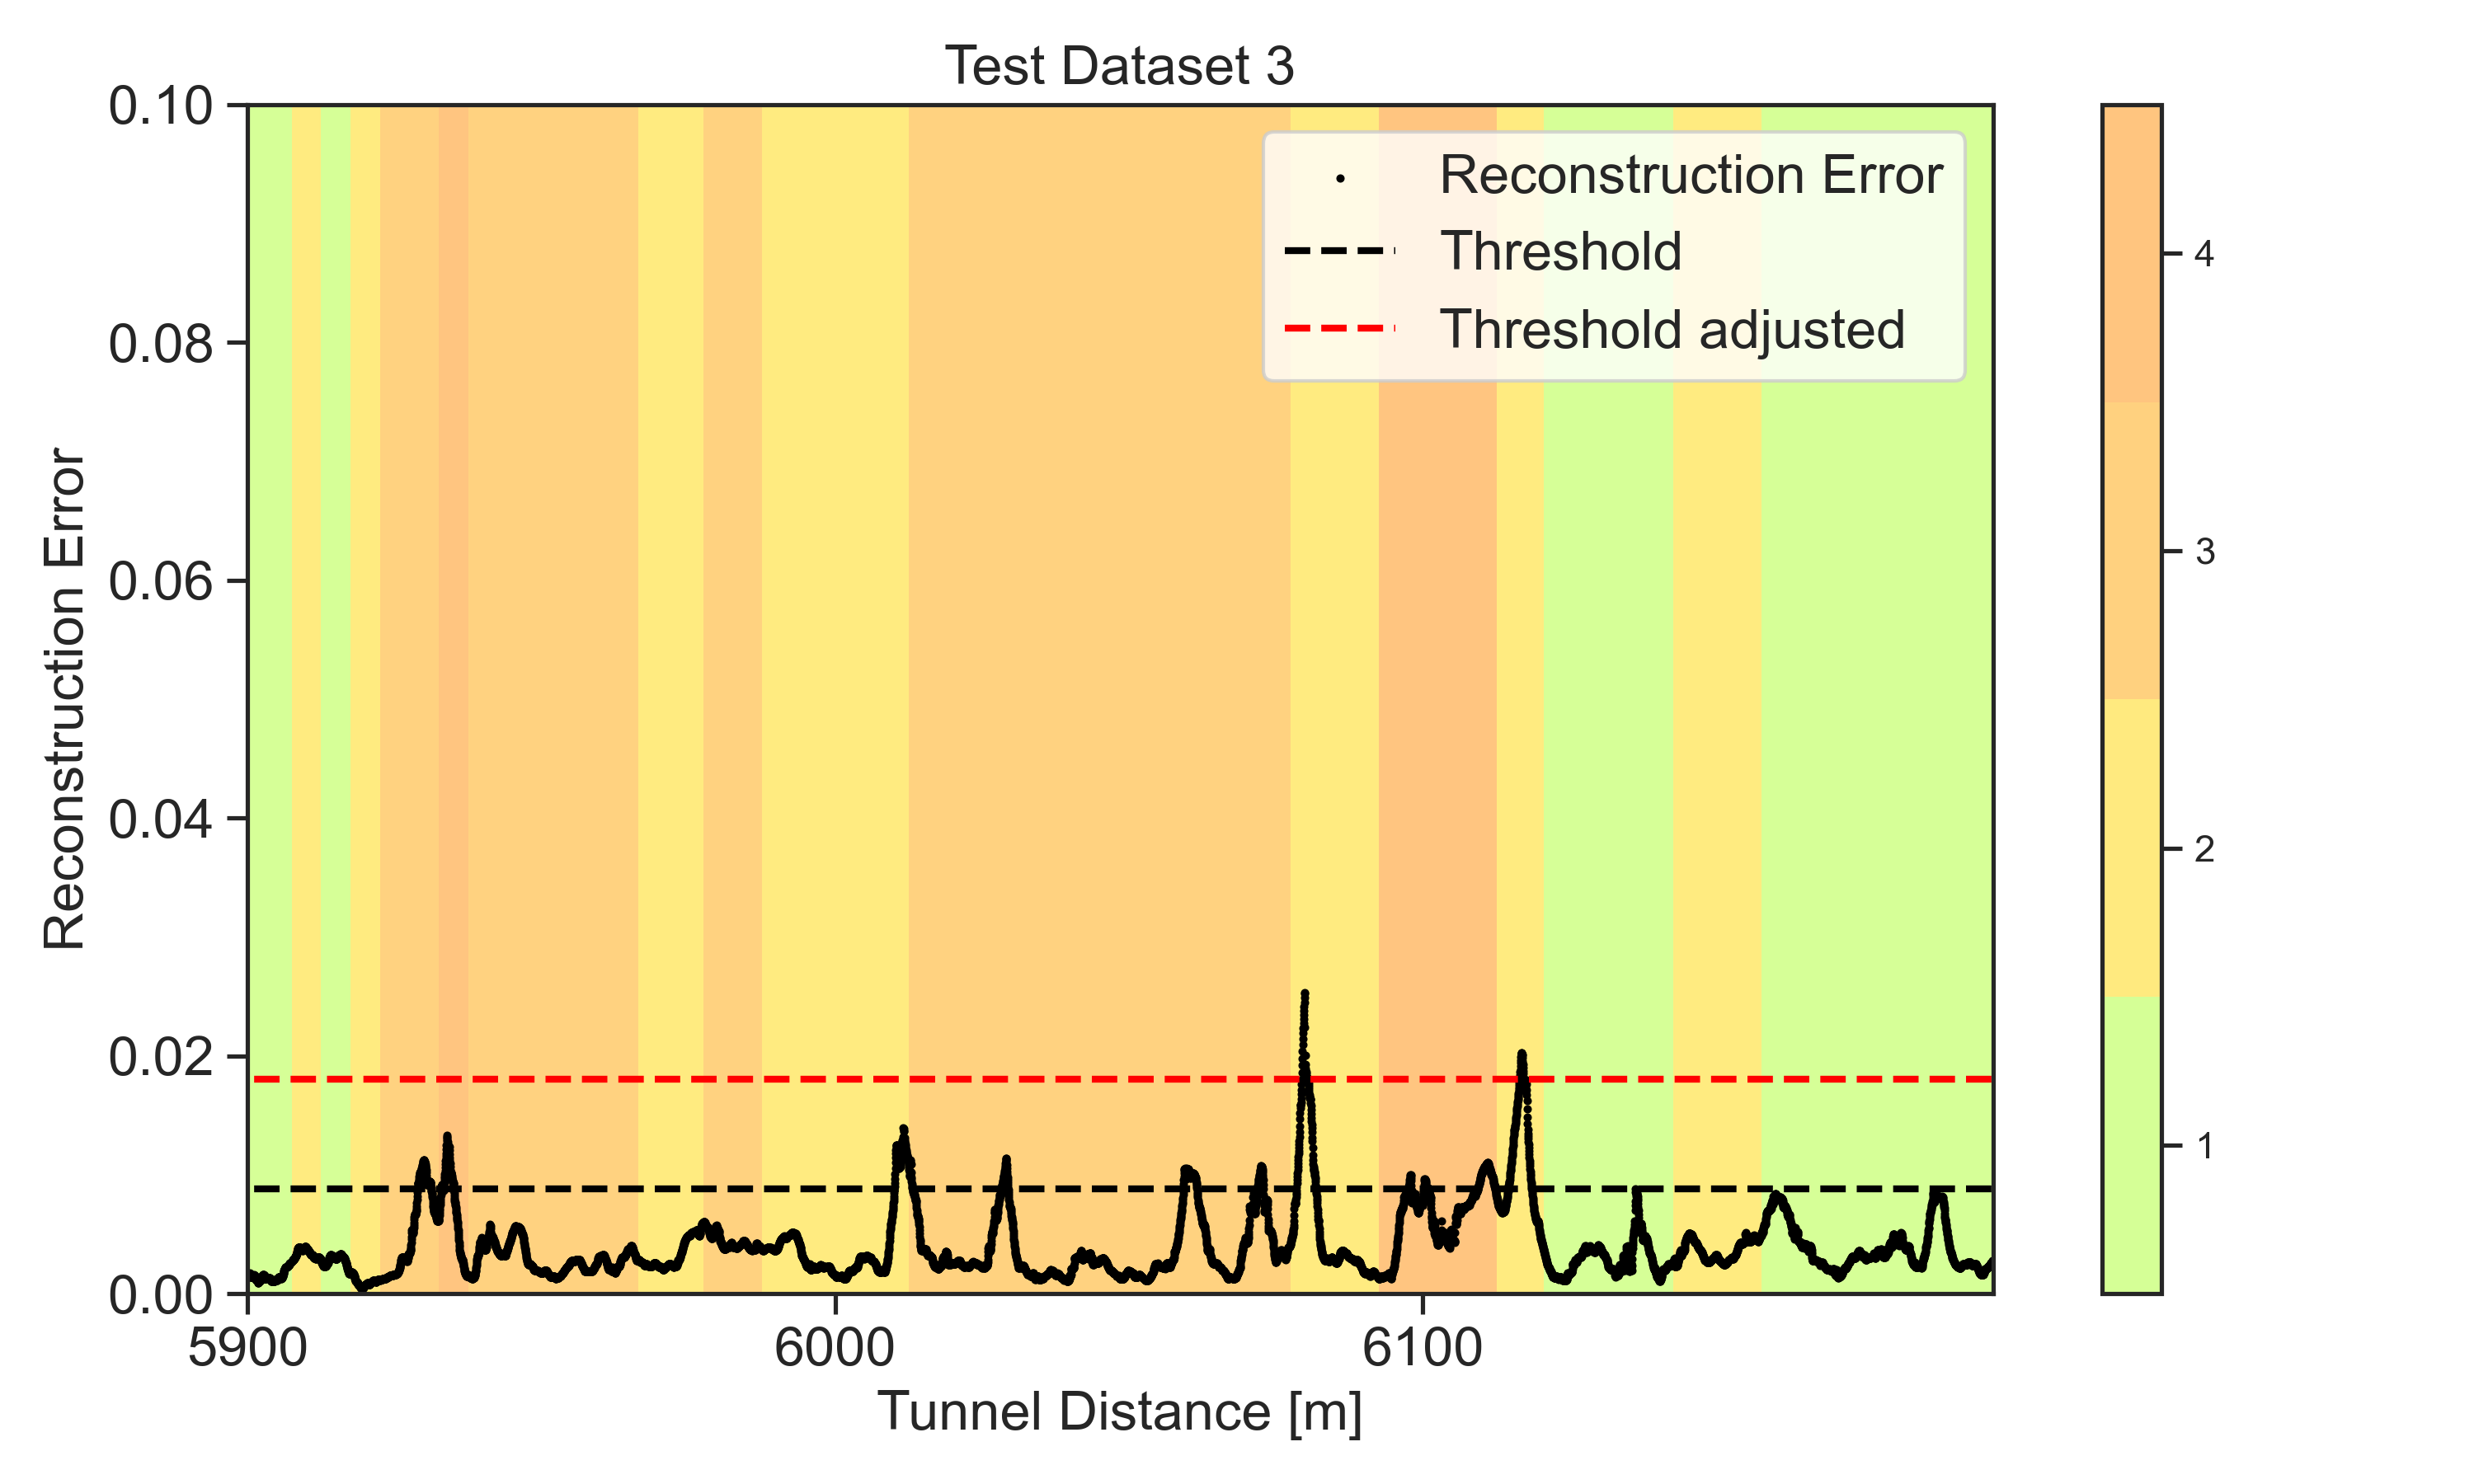 Test Dataset 3
0.10
0.08
0.06
0.04
0.02
0.00
Reconstruction Error
Reconstruction Error
Threshold
Threshold adjusted
4
3
2
1
5900 6000 6100
Tunnel Distance [m]